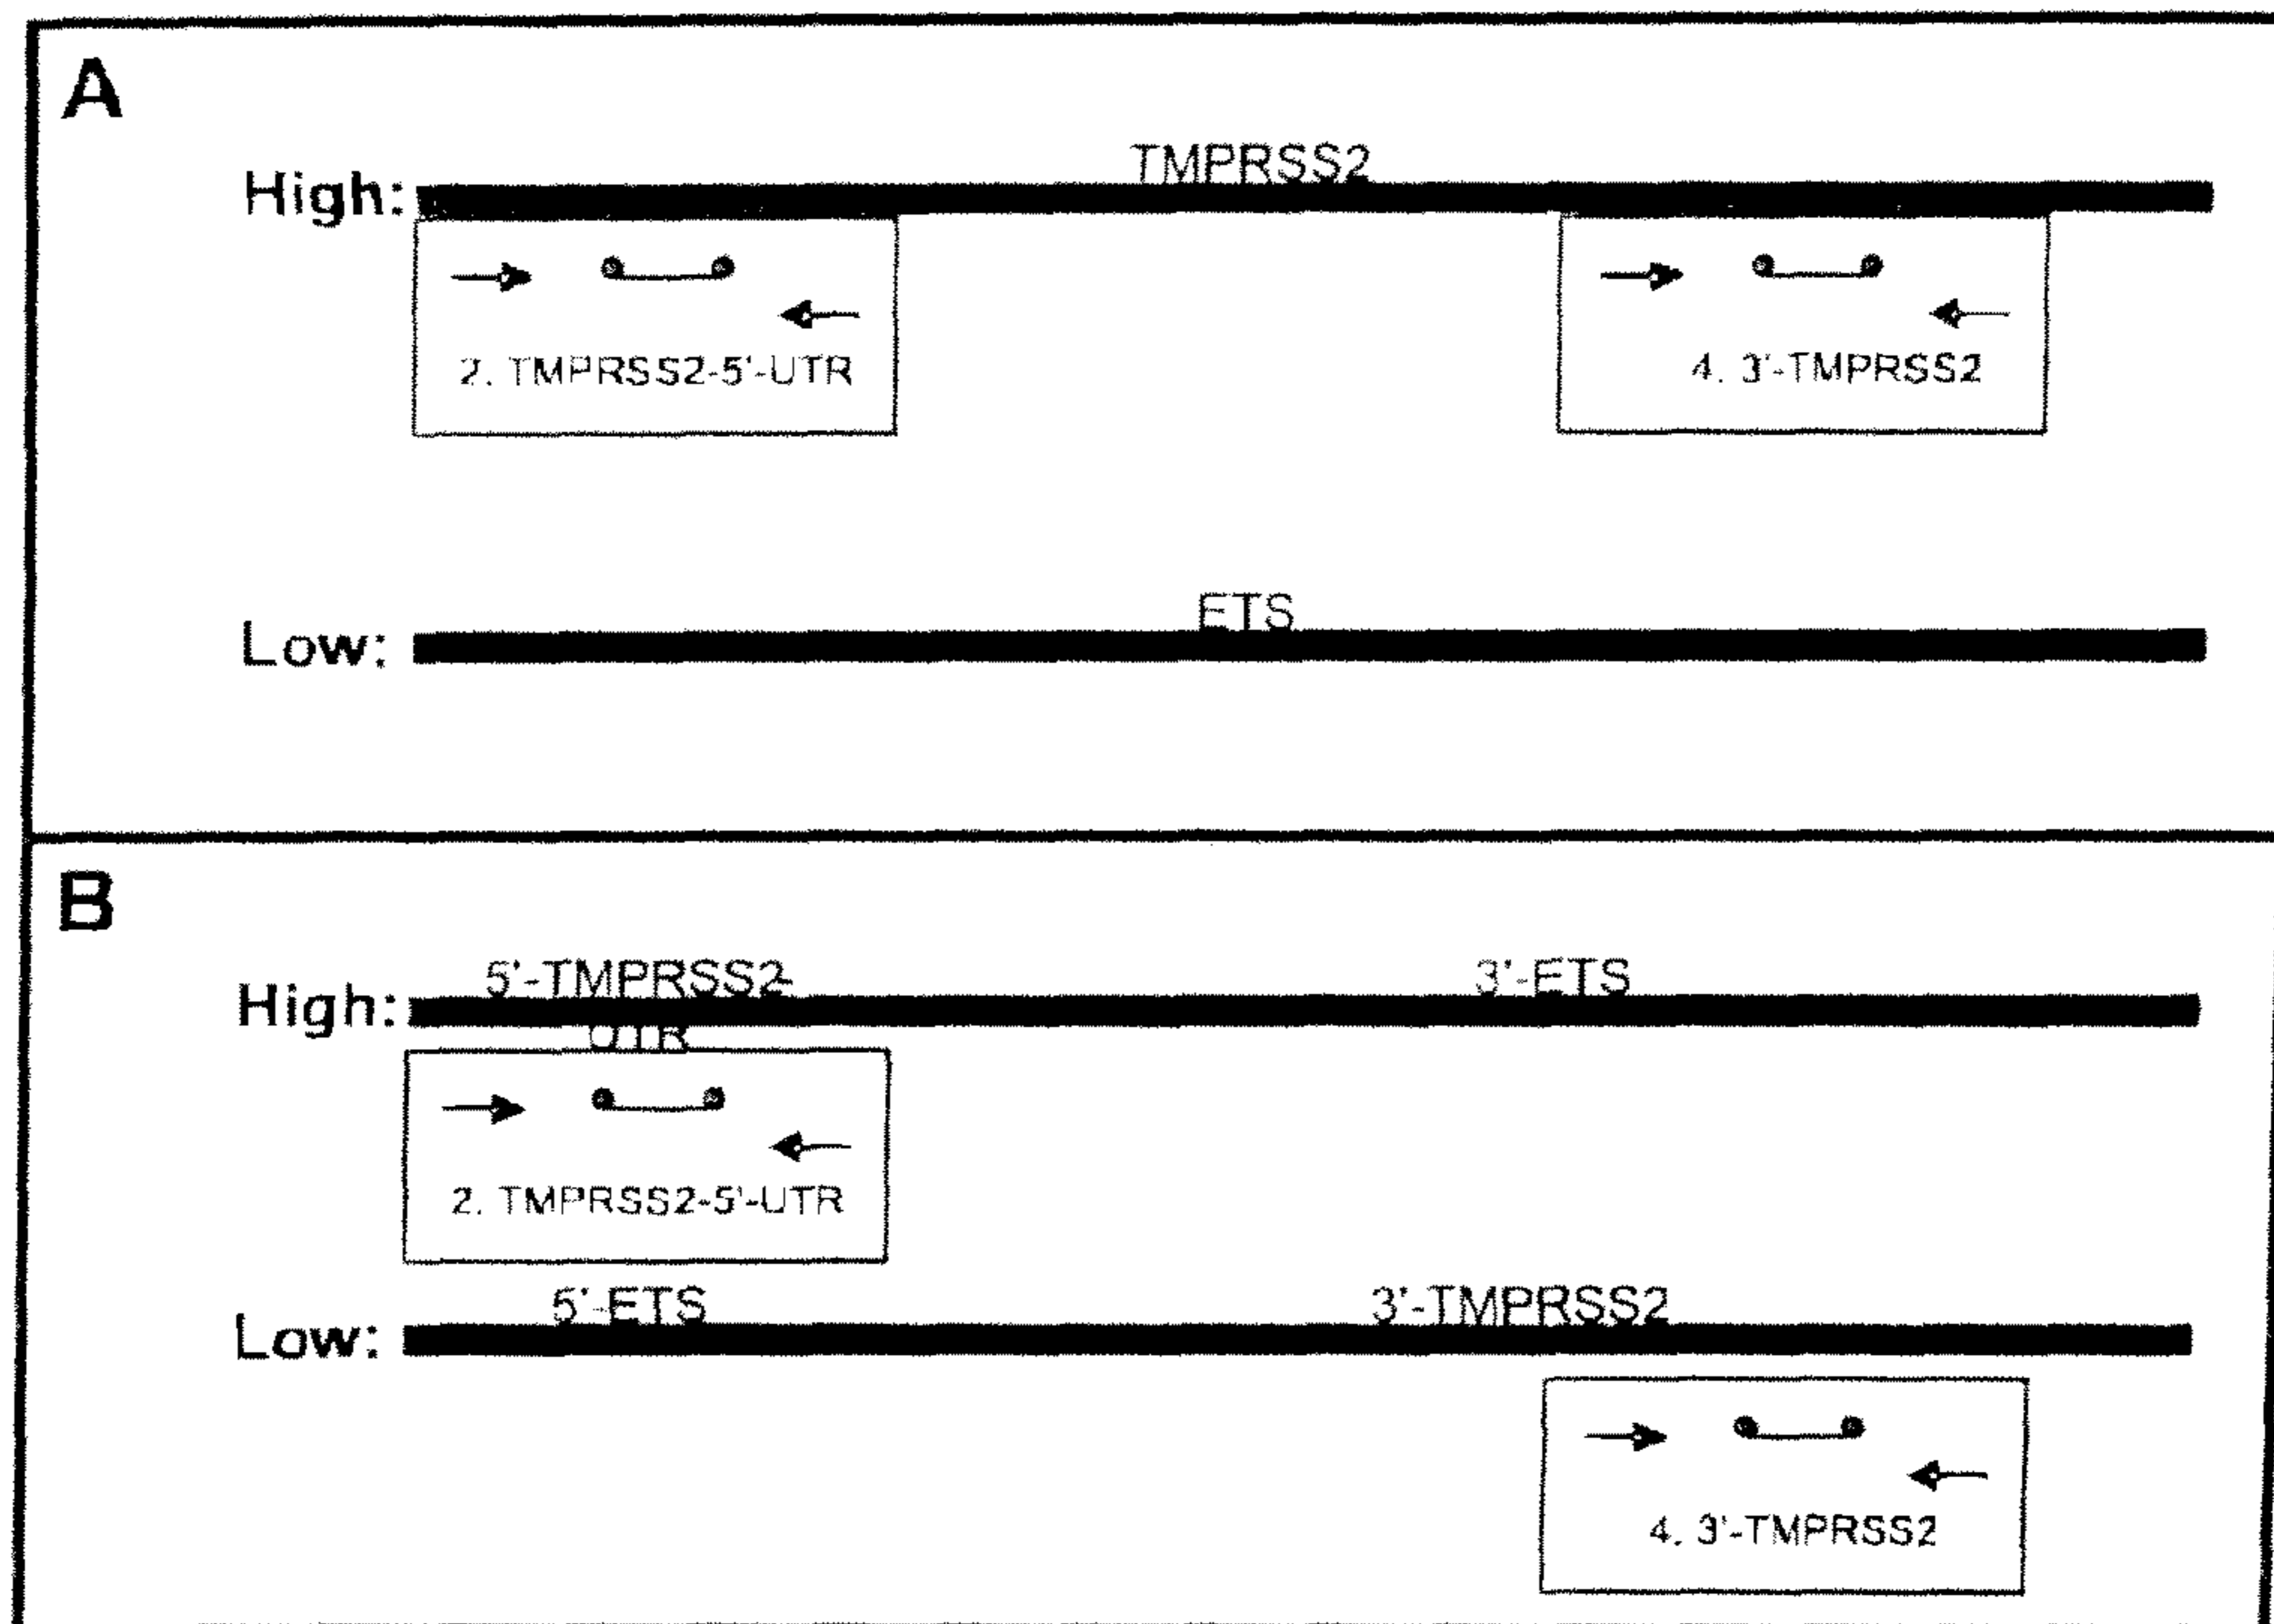 A
TMPRSS2
High:
2. TMPRSS2-5'-UTR
4. 3'-TMPRSS2
ETS
Low:
B
5'-TMPRSS2-
UTR
3'-ETS
High:
2. TMPRSS2-5'-UTR
5'-ETS
3'-TMPRSS2
Low:
4. 3'-TMPRSS2